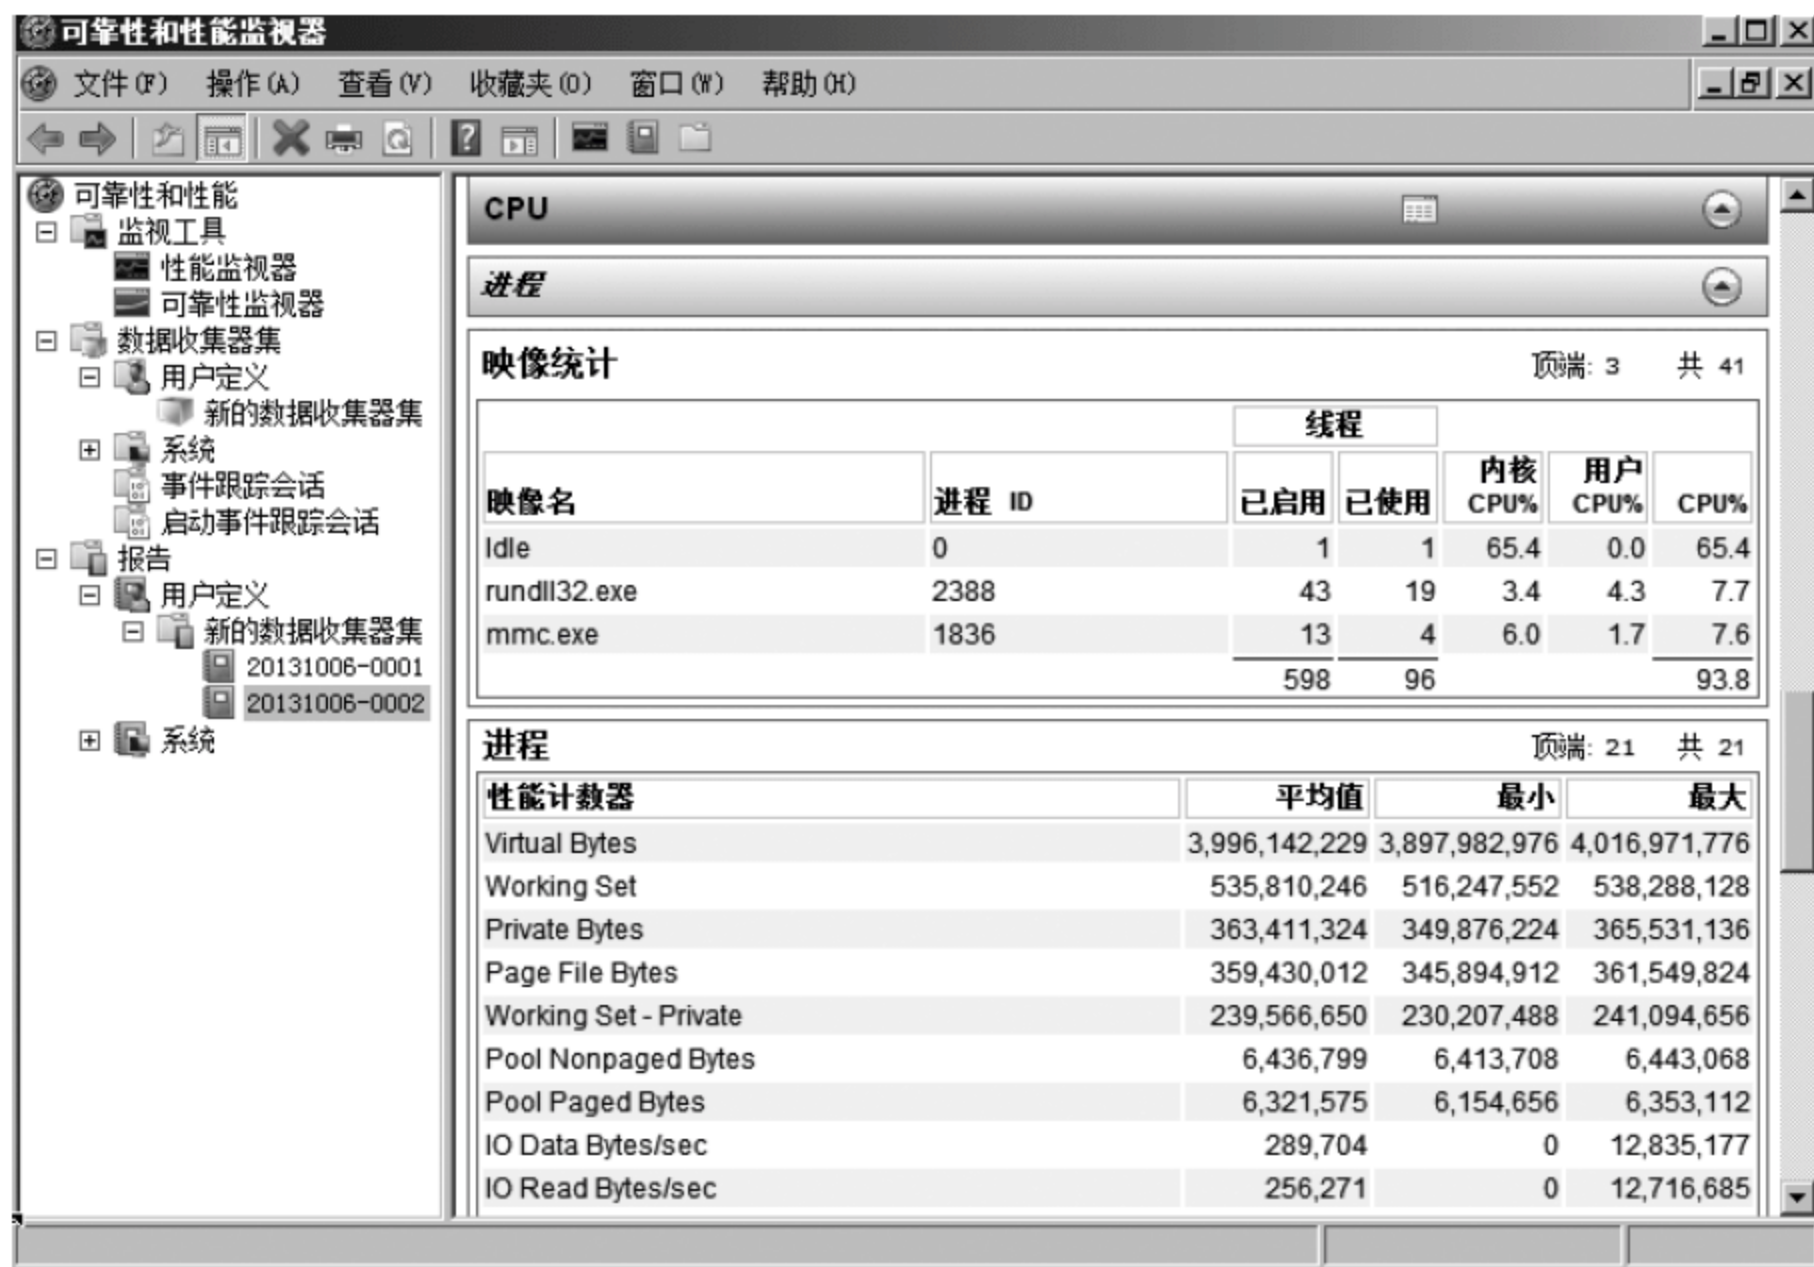 可靠性和性能监视器
文件(F) 操作(A) 查看(V) 收藏夹(O) 窗口(W) 帮助(H)
可靠性和性能
监视工具
性能监视器
可靠性监视器
数据收集器集
用户定义
新的数据收集器集
系统
事件跟踪会话
启动事件跟踪会话
报告
用户定义
新的数据收集器集
20131006-0001
20131006-0002
系统
CPU
进程
映像统计 顶端: 3 共 41
线程
映像名 进程 ID 已启用 已使用 内核 CPU% 用户 CPU% CPU%
Idle 0 1 1 65.4 0.0 65.4
rundll32.exe 2388 43 19 3.4 4.3 7.7
mmc.exe 1836 13 4 6.0 1.7 7.6
598 96 93.8
进程 顶端: 21 共 21
性能计数器 平均值 最小 最大
Virtual Bytes 3,996,142,229 3,897,982,976 4,016,971,776
Working Set 535,810,246 516,247,552 538,288,128
Private Bytes 363,411,324 349,876,224 365,531,136
Page File Bytes 359,430,012 345,894,912 361,549,824
Working Set - Private 239,566,650 230,207,488 241,094,656
Pool Nonpaged Bytes 6,436,799 6,413,708 6,443,068
Pool Paged Bytes 6,321,575 6,154,656 6,353,112
IO Data Bytes/sec 289,704 0 12,835,177
IO Read Bytes/sec 256,271 0 12,716,685